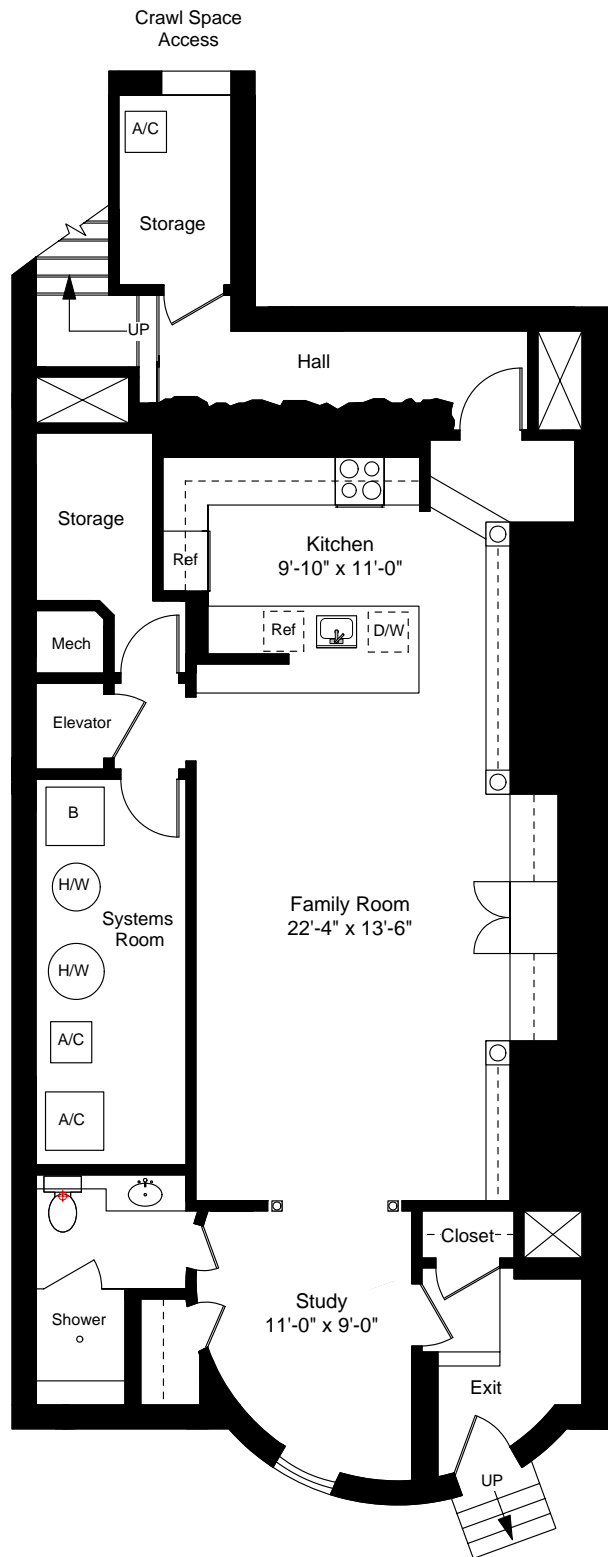 Crawl Space
Access
A/C
Storage
UP
Hall
Storage
Kitchen
9'-10" x 11'-0"
Ref
Ref
D/W
Mech
Elevator
B
H/W
Systems
Room
Family Room
22'-4" x 13'-6"
H/W
A/C
A/C
Closet
Study
11'-0" x 9'-0"
Shower
Exit
UP